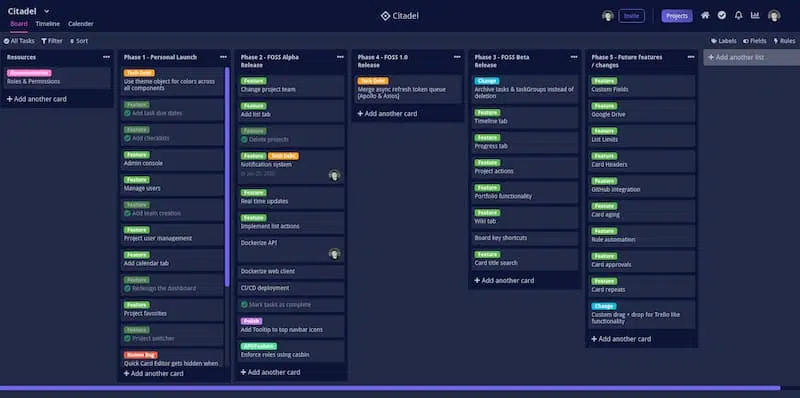 Citadel
Board Timeline Calender
Citadel
Invite
Projects
All Tasks Filter Sort
Labels Fields Rules
Resources
Documentation
Roles & Permissions
+ Add another card
Phase 1 - Personal Launch
Tech-Debt
Use theme object for colors across
all components
Feature
Add task due dates
Feature
Add checklists
Feature
Admin console
Feature
Manage users
Feature
Add team creation
Feature
Project user management
Feature
Add calendar tab
Feature
Redesign the dashboard
Feature
Project favorites
Feature
Project switcher
Known Bug
Quick Card Editor gets hidden when
+ Add another card
Phase 2 - FOSS Alpha
Release
Feature
Change project team
Feature
Add list tab
Feature
Delete projects
Feature Tech-Debt
Notification system
Feature
Real time updates
Feature
Implement list actions
Dockerize API
Dockerize web client
CI/CD deployment
Mark tasks as complete
Polish
Add Tooltip to top navbar icons
API/Feature
Enforce roles using casbin
+ Add another card
Phase 4 - FOSS 1.0
Tech-Debt
Merge async refresh token queue
[Apollo & Axios]
+ Add another card
Phase 3 - FOSS Beta
Release
Change
Archive tasks & taskGroups instead of
deletion
Feature
Timeline tab
Feature
Progress tab
Feature
Project actions
Feature
Portfolio functionality
Feature
Wiki tab
Board key shortcuts
Feature
Card title search
+ Add another card
Phase 5 - Future features
/ changes
Feature
Custom Fields
Feature
Google Drive
Feature
List Limits
Feature
Card Headers
Feature
GitHub integration
Feature
Card aging
Feature
Rule automation
Feature
Card approvals
Feature
Card repeats
Change
Custom drag + drop for Trello like
functionality
+ Add another card
+ Add another list